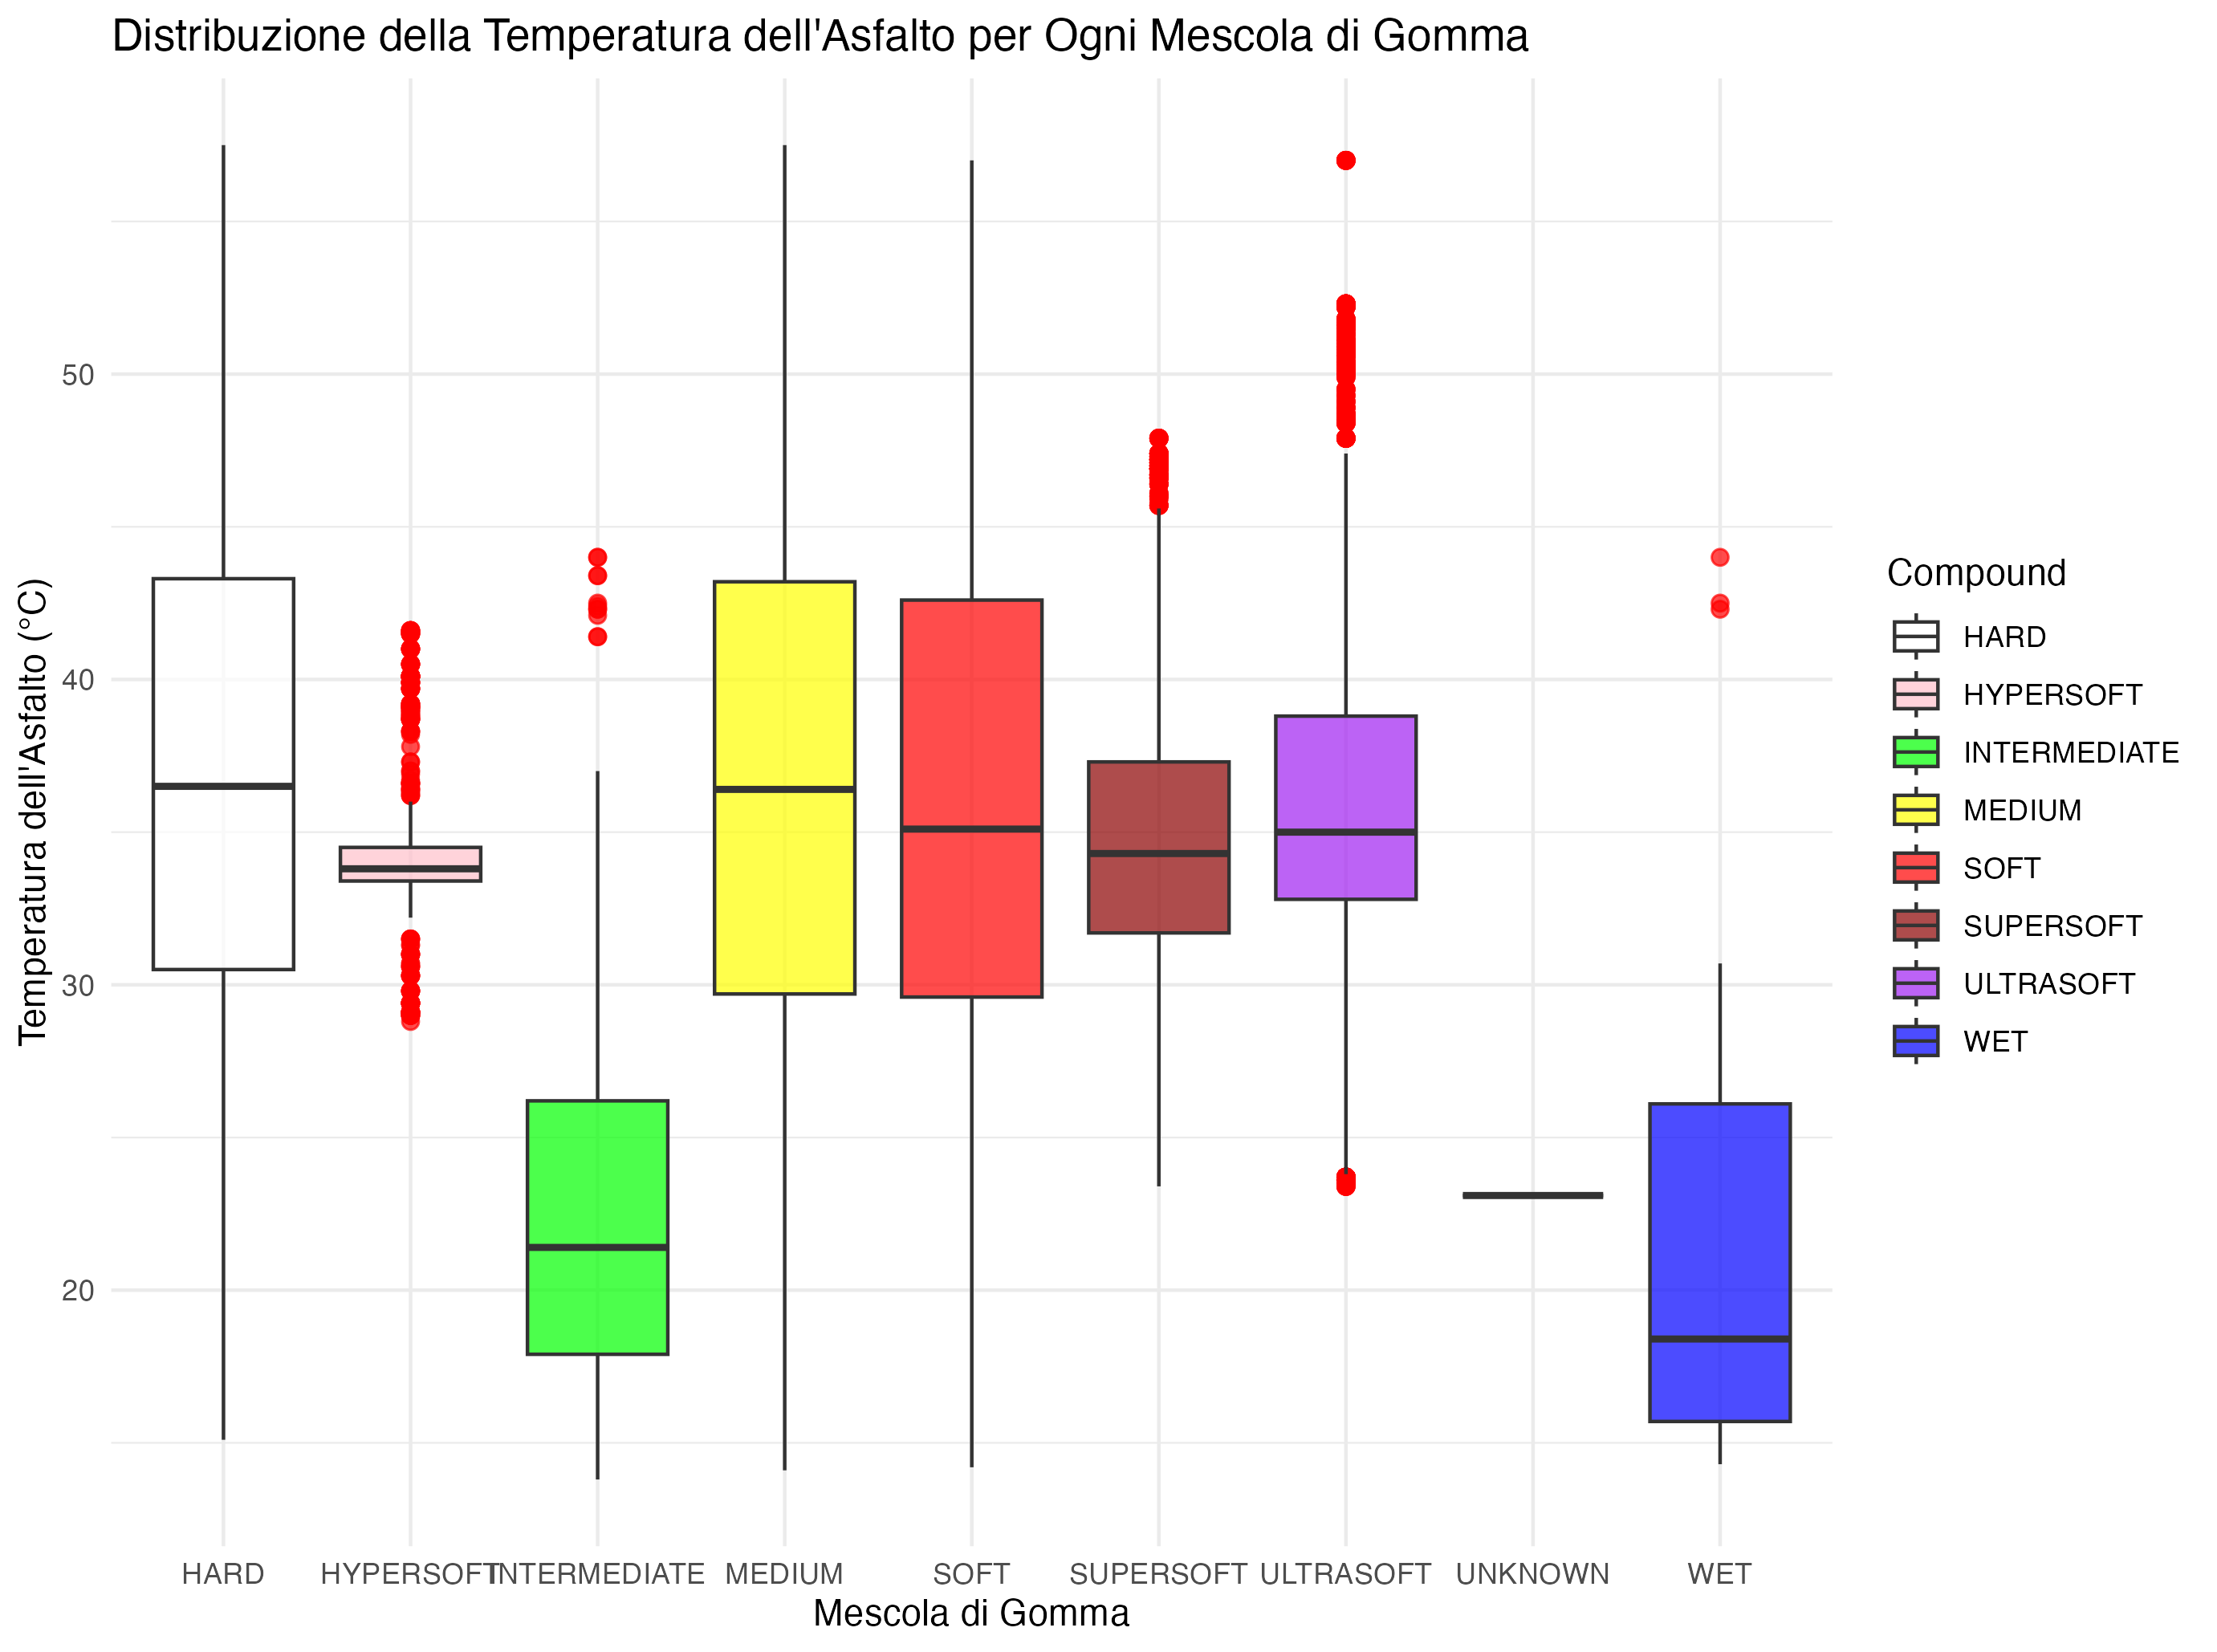 Distribuzione della Temperatura dell'Asfalto per Ogni Mescola di Gomma
Temperatura dell'Asfalto (°C)
50
40
30
20
HARD
HYPERSOFT
INTERMEDIATE
MEDIUM
SOFT
SUPERSOFT
ULTRASOFT
UNKNOWN
WET
Mescola di Gomma
Compound
HARD
HYPERSOFT
INTERMEDIATE
MEDIUM
SOFT
SUPERSOFT
ULTRASOFT
WET